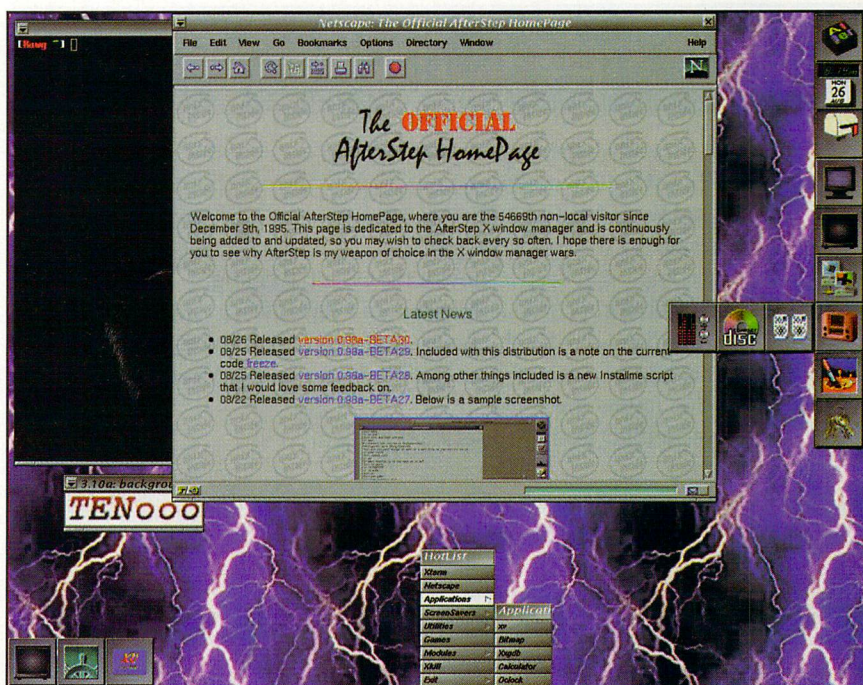 Netscape: The Official AfterStep HomePage
File Edit View Go Bookmarks Options Directory Window Help
N
The OFFICIAL
AfterStep HomePage
Welcome to the Official AfterStep HomePage, where you are the 54669th non-local visitor since
December 9th, 1995. This page is dedicated to the AfterStep X window manager and is continuously
being added to and updated, so you may wish to check back every so often. I hope there is enough for
you to see why AfterStep is my weapon of choice in the X window manager wars.
Latest News
08/26 Released version 0.98a-BETA30.
08/25 Released version 0.98a-BETA29. Included with this distribution is a note on the current
code freeze.
08/25 Released version 0.98a-BETA28. Among other things included is a new Installme script
that I would love some feedback on.
08/22 Released version 0.98a-BETA27. Below is a sample screenshot.
MON
26
AUG
disc
3.10a: backgrou
TENooo
HotList
Xterm
Netscape
Applications
ScreenSavers
Utilities
Games
Modules
Xkill
Exit
Applicati
xv
Bitmap
Xxgdb
Calculator
Oclock